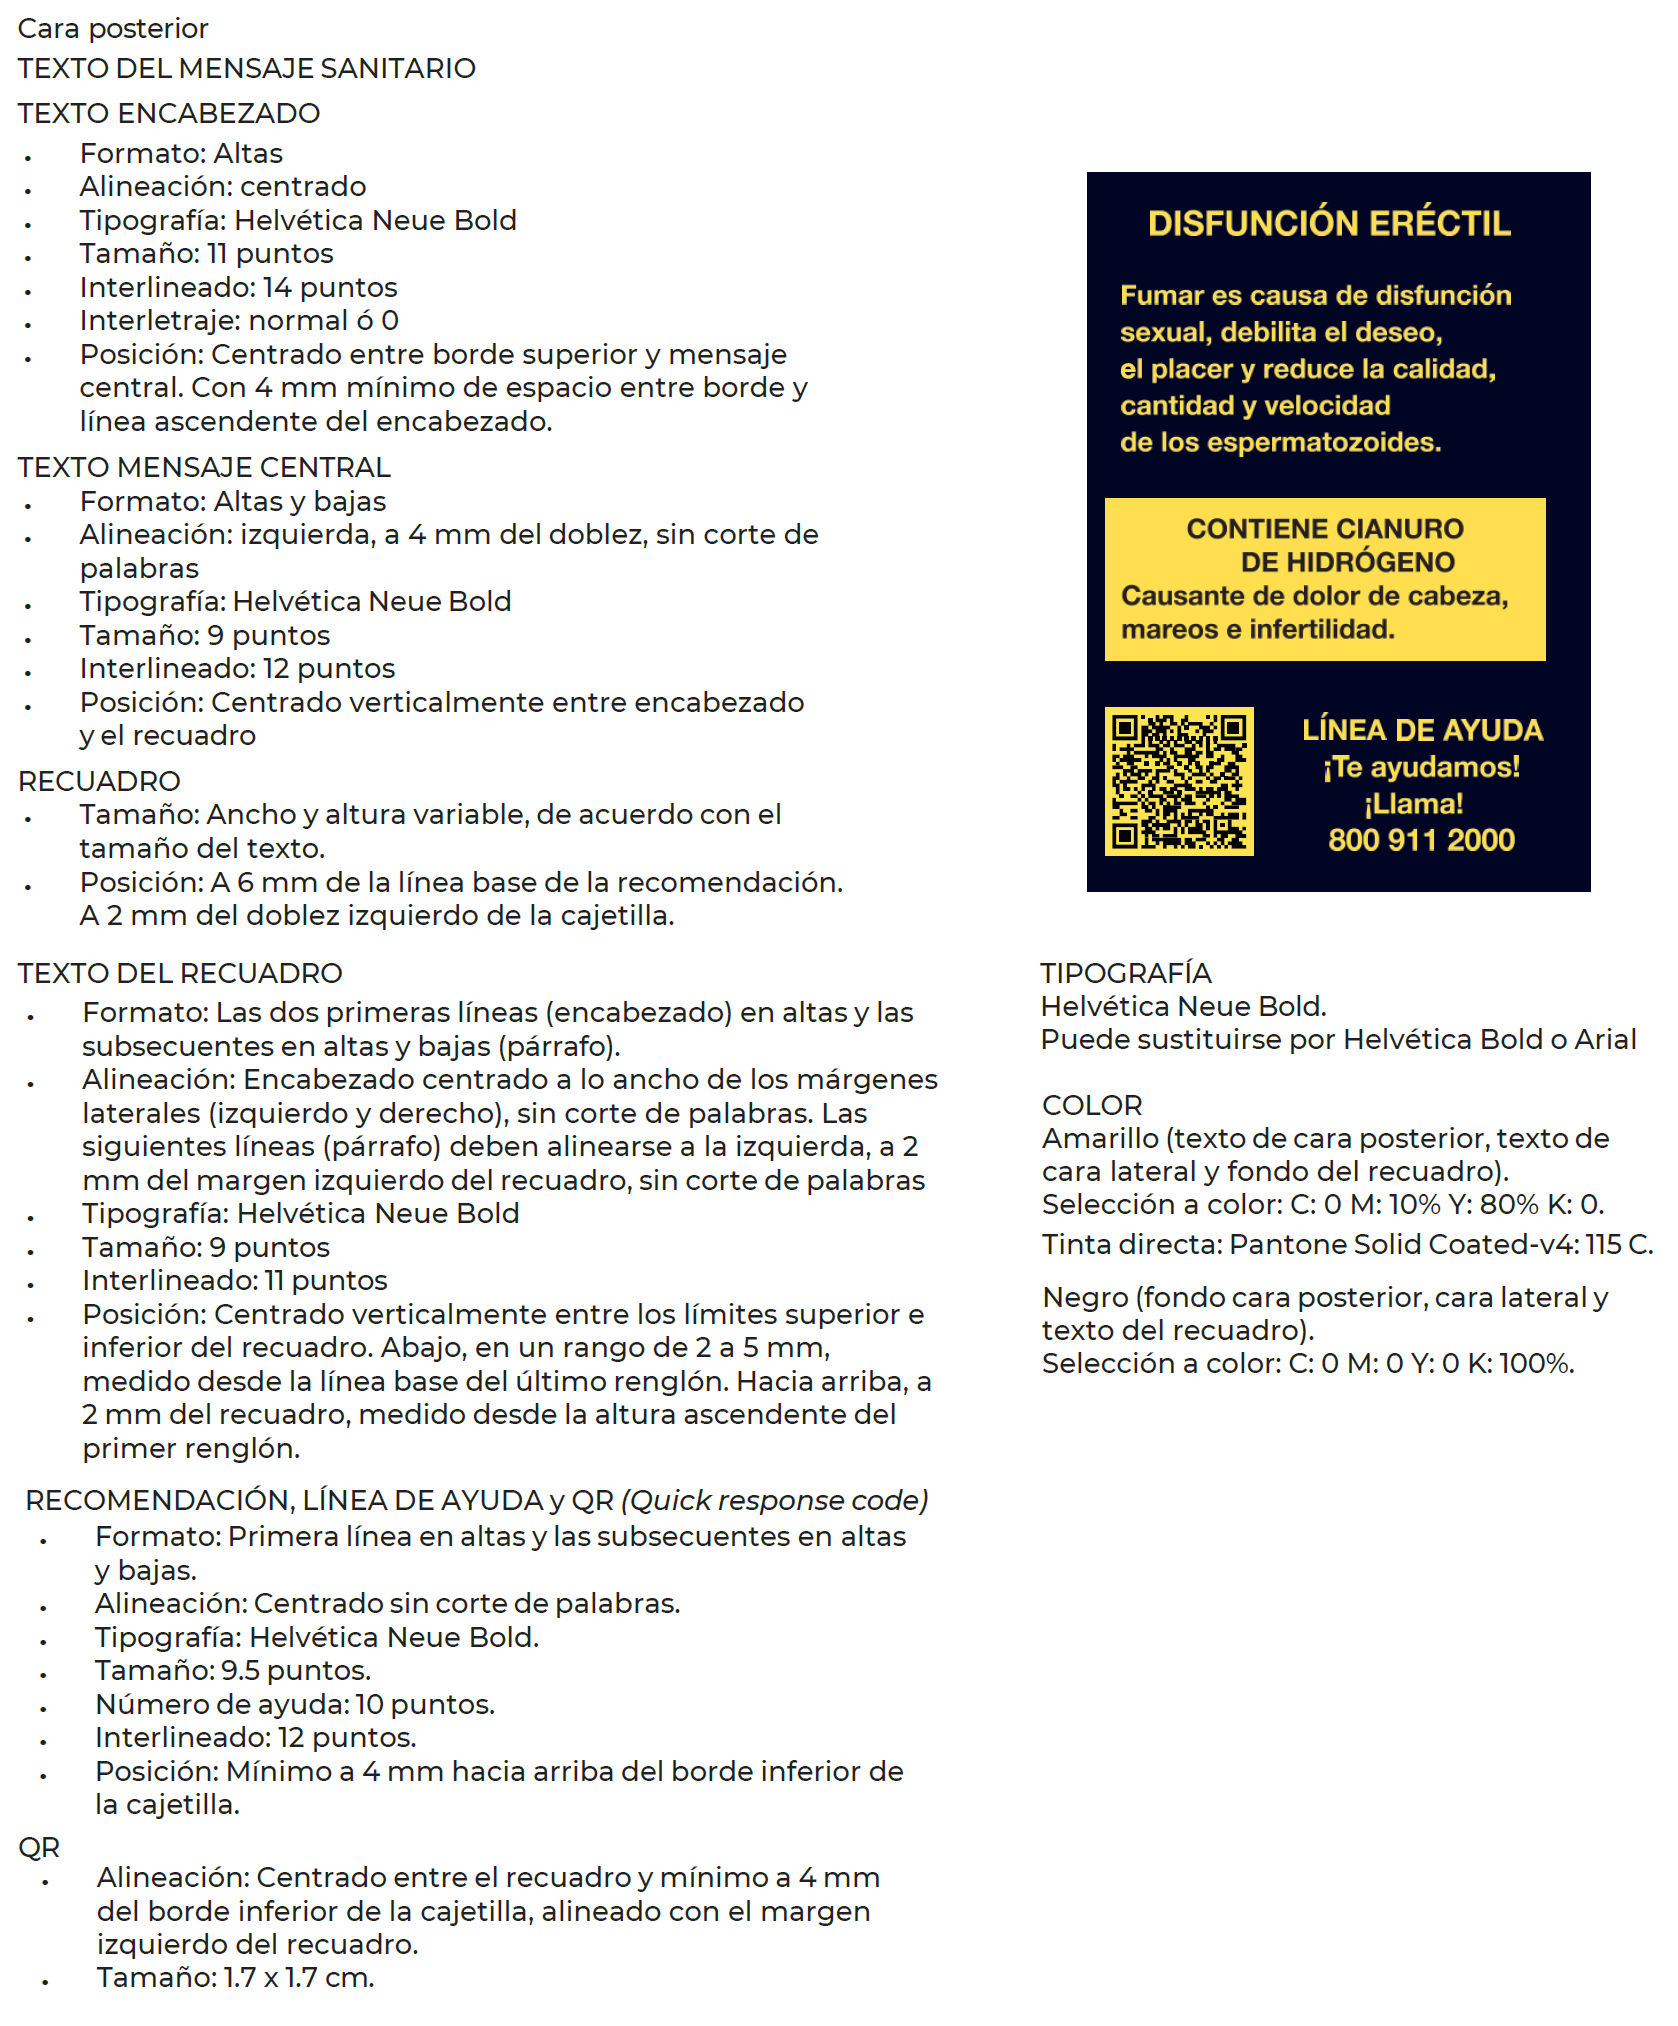 Cara posterior
TEXTO DEL MENSAJE SANITARIO
TEXTO ENCABEZADO
• Formato: Altas
• Alineación: centrado
• Tipografía: Helvética Neue Bold
• Tamaño: 11 puntos
• Interlineado: 14 puntos
• Interletraje: normal ó 0
• Posición: Centrado entre borde superior y mensaje
central. Con 4 mm mínimo de espacio entre borde y
línea ascendente del encabezado.
TEXTO MENSAJE CENTRAL
• Formato: Altas y bajas
• Alineación: izquierda, a 4 mm del doblez, sin corte de
palabras
• Tipografía: Helvética Neue Bold
• Tamaño: 9 puntos
• Interlineado: 12 puntos
• Posición: Centrado verticalmente entre encabezado
y el recuadro
RECUADRO
• Tamaño: Ancho y altura variable, de acuerdo con el
tamaño del texto.
• Posición: A 6 mm de la línea base de la recomendación.
A 2 mm del doblez izquierdo de la cajetilla.
TEXTO DEL RECUADRO
• Formato: Las dos primeras líneas (encabezado) en altas y las
subsecuentes en altas y bajas (párrafo).
• Alineación: Encabezado centrado a lo ancho de los márgenes
laterales (izquierdo y derecho), sin corte de palabras. Las
siguientes líneas (párrafo) deben alinearse a la izquierda, a 2
mm del margen izquierdo del recuadro, sin corte de palabras
• Tipografía: Helvética Neue Bold
• Tamaño: 9 puntos
• Interlineado: 11 puntos
• Posición: Centrado verticalmente entre los límites superior e
inferior del recuadro. Abajo, en un rango de 2 a 5 mm,
medido desde la línea base del último renglón. Hacia arriba, a
2 mm del recuadro, medido desde la altura ascendente del
primer renglón.
RECOMENDACIÓN, LÍNEA DE AYUDA y QR (Quick response code)
• Formato: Primera línea en altas y las subsecuentes en altas
y bajas.
• Alineación: Centrado sin corte de palabras.
• Tipografía: Helvética Neue Bold.
• Tamaño: 9.5 puntos.
• Número de ayuda: 10 puntos.
• Interlineado: 12 puntos.
• Posición: Mínimo a 4 mm hacia arriba del borde inferior de
la cajetilla.
QR
• Alineación: Centrado entre el recuadro y mínimo a 4 mm
del borde inferior de la cajetilla, alineado con el margen
izquierdo del recuadro.
• Tamaño: 1.7 x 1.7 cm.
DISFUNCIÓN ERÉCTIL
Fumar es causa de disfunción
sexual, debilita el deseo,
el placer y reduce la calidad,
cantidad y velocidad
de los espermatozoides.
CONTIENE CIANURO
DE HIDRÓGENO
Causante de dolor de cabeza,
mareos e infertilidad.
LÍNEA DE AYUDA
¡Te ayudamos!
¡Llama!
800 911 2000
TIPOGRAFÍA
Helvética Neue Bold.
Puede sustituirse por Helvética Bold o Arial
COLOR
Amarillo (texto de cara posterior, texto de
cara lateral y fondo del recuadro).
Selección a color: C: 0 M: 10% Y: 80% K: 0.
Tinta directa: Pantone Solid Coated-v4: 115 C.
Negro (fondo cara posterior, cara lateral y
texto del recuadro).
Selección a color: C: 0 M: 0 Y: 0 K: 100%.